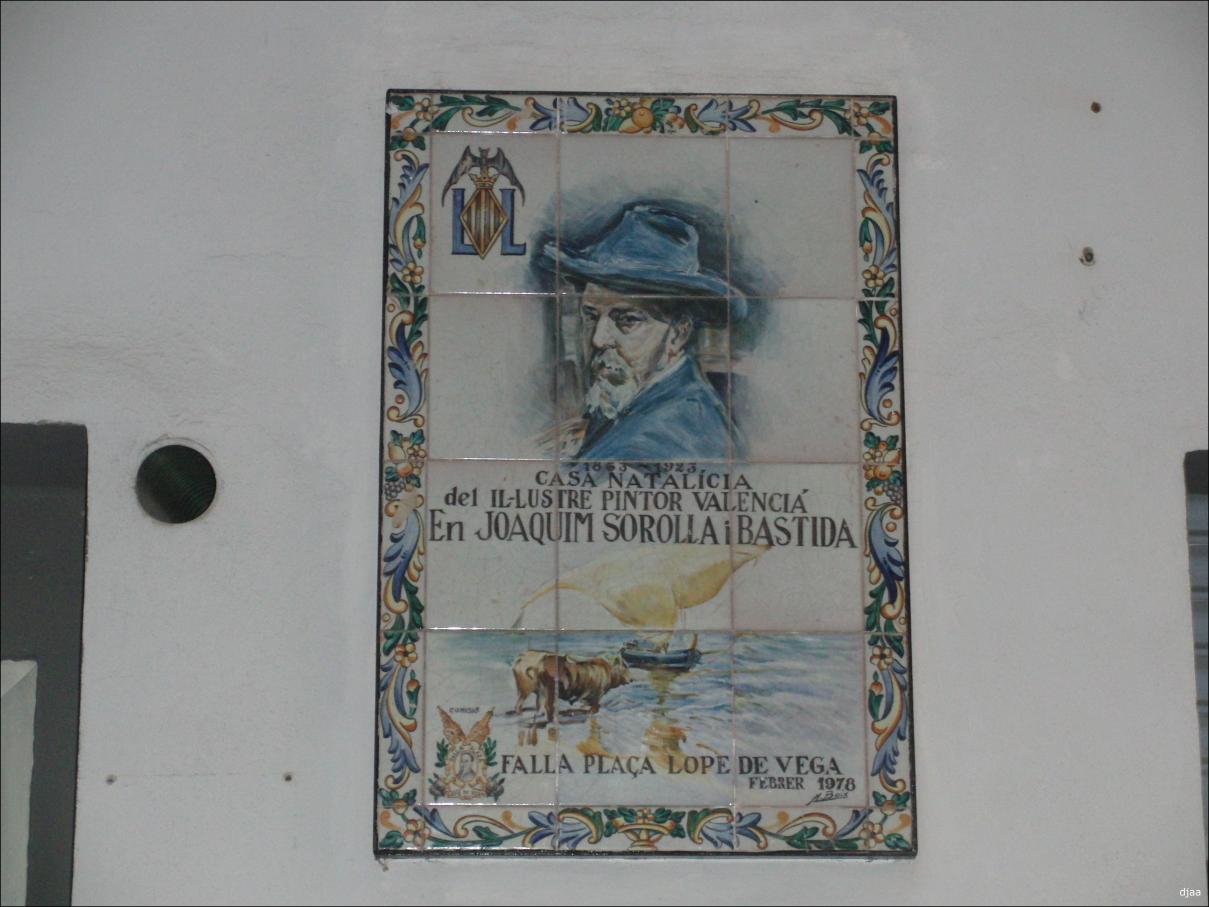 L L
1863 - 1923
CASA NATALÍCIA
del IL-LUSTRE PINTOR VALENCIÁ
En JOAQUIM SOROLLA i BASTIDA
FALLA PLAÇA LOPE DE VEGA
FEBRER 1978
djaa